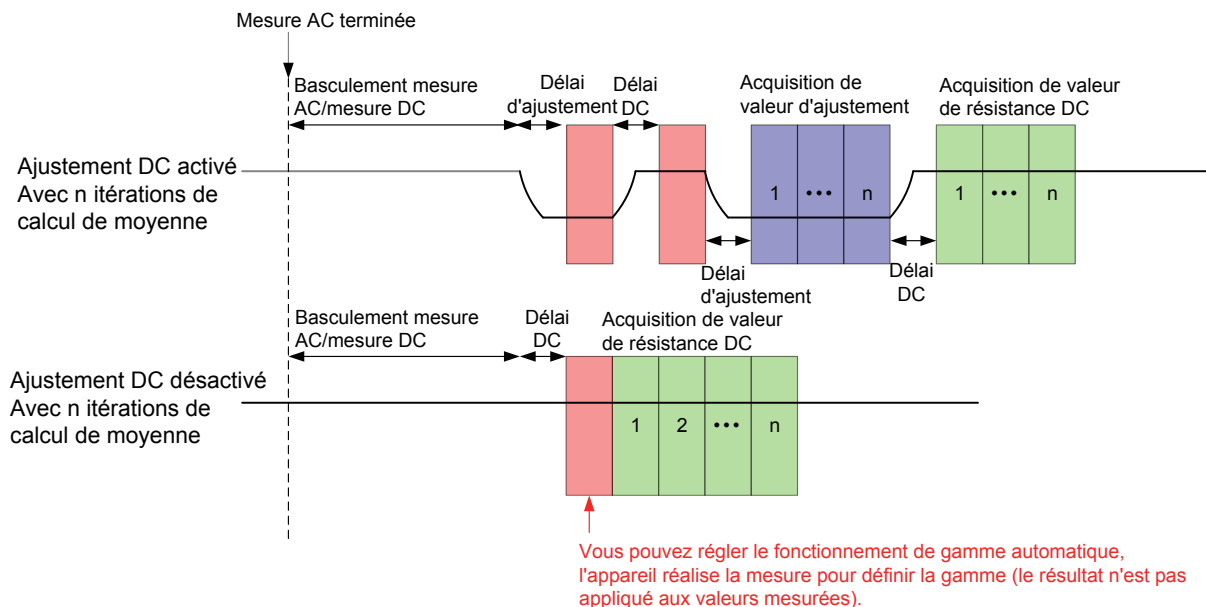 Mesure AC terminée
Basculement mesure
AC/mesure DC
Délai
d'ajustement
Délai
DC
Acquisition de
valeur d'ajustement
Acquisition de valeur
de résistance DC
Ajustement DC activé
Avec n itérations de
calcul de moyenne
1 ••• n
1 ••• n
Délai
d'ajustement
Délai
DC
Basculement mesure
AC/mesure DC
Délai
DC
Acquisition de valeur
de résistance DC
Ajustement DC désactivé
Avec n itérations de
calcul de moyenne
1 2 ••• n
Vous pouvez régler le fonctionnement de gamme automatique,
l'appareil réalise la mesure pour définir la gamme (le résultat n'est pas
appliqué aux valeurs mesurées).